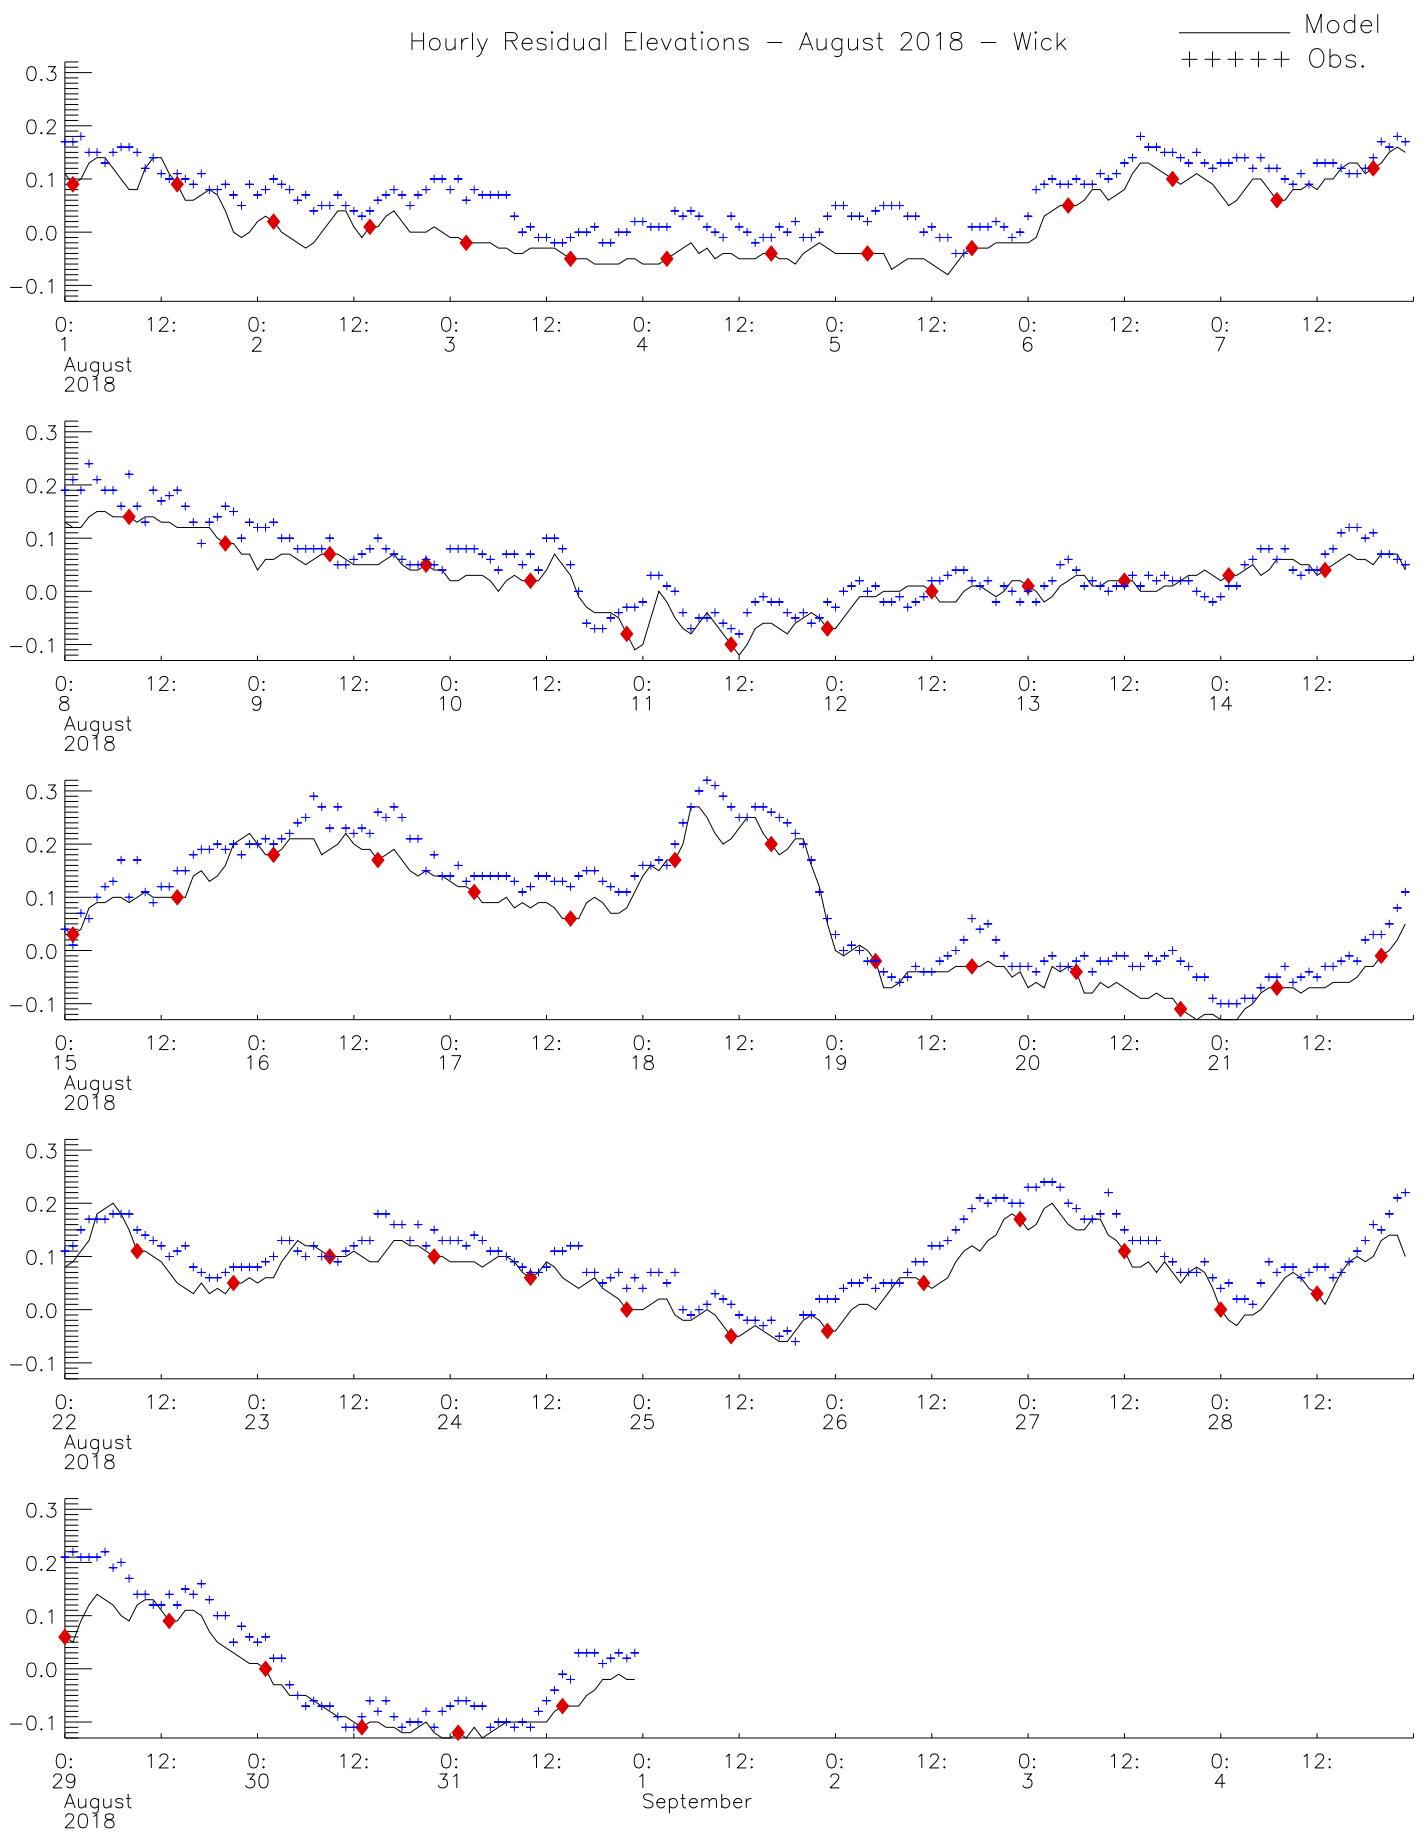 Hourly Residual Elevations – August 2018 – Wick
Model
+++++ Obs.
0.3
0.2
0.1
0.0
−0.1
0: 12: 0: 12: 0: 12: 0: 12: 0: 12: 0: 12: 0: 12:
1 2 3 4 5 6 7
August
2018
0.3
0.2
0.1
0.0
−0.1
0: 12: 0: 12: 0: 12: 0: 12: 0: 12: 0: 12: 0: 12:
8 9 10 11 12 13 14
August
2018
0.3
0.2
0.1
0.0
−0.1
0: 12: 0: 12: 0: 12: 0: 12: 0: 12: 0: 12: 0: 12:
15 16 17 18 19 20 21
August
2018
0.3
0.2
0.1
0.0
−0.1
0: 12: 0: 12: 0: 12: 0: 12: 0: 12: 0: 12: 0: 12:
22 23 24 25 26 27 28
August
2018
0.3
0.2
0.1
0.0
−0.1
0: 12: 0: 12: 0: 12: 0: 12: 0: 12: 0: 12: 0: 12:
29 30 31 1 2 3 4
August September
2018